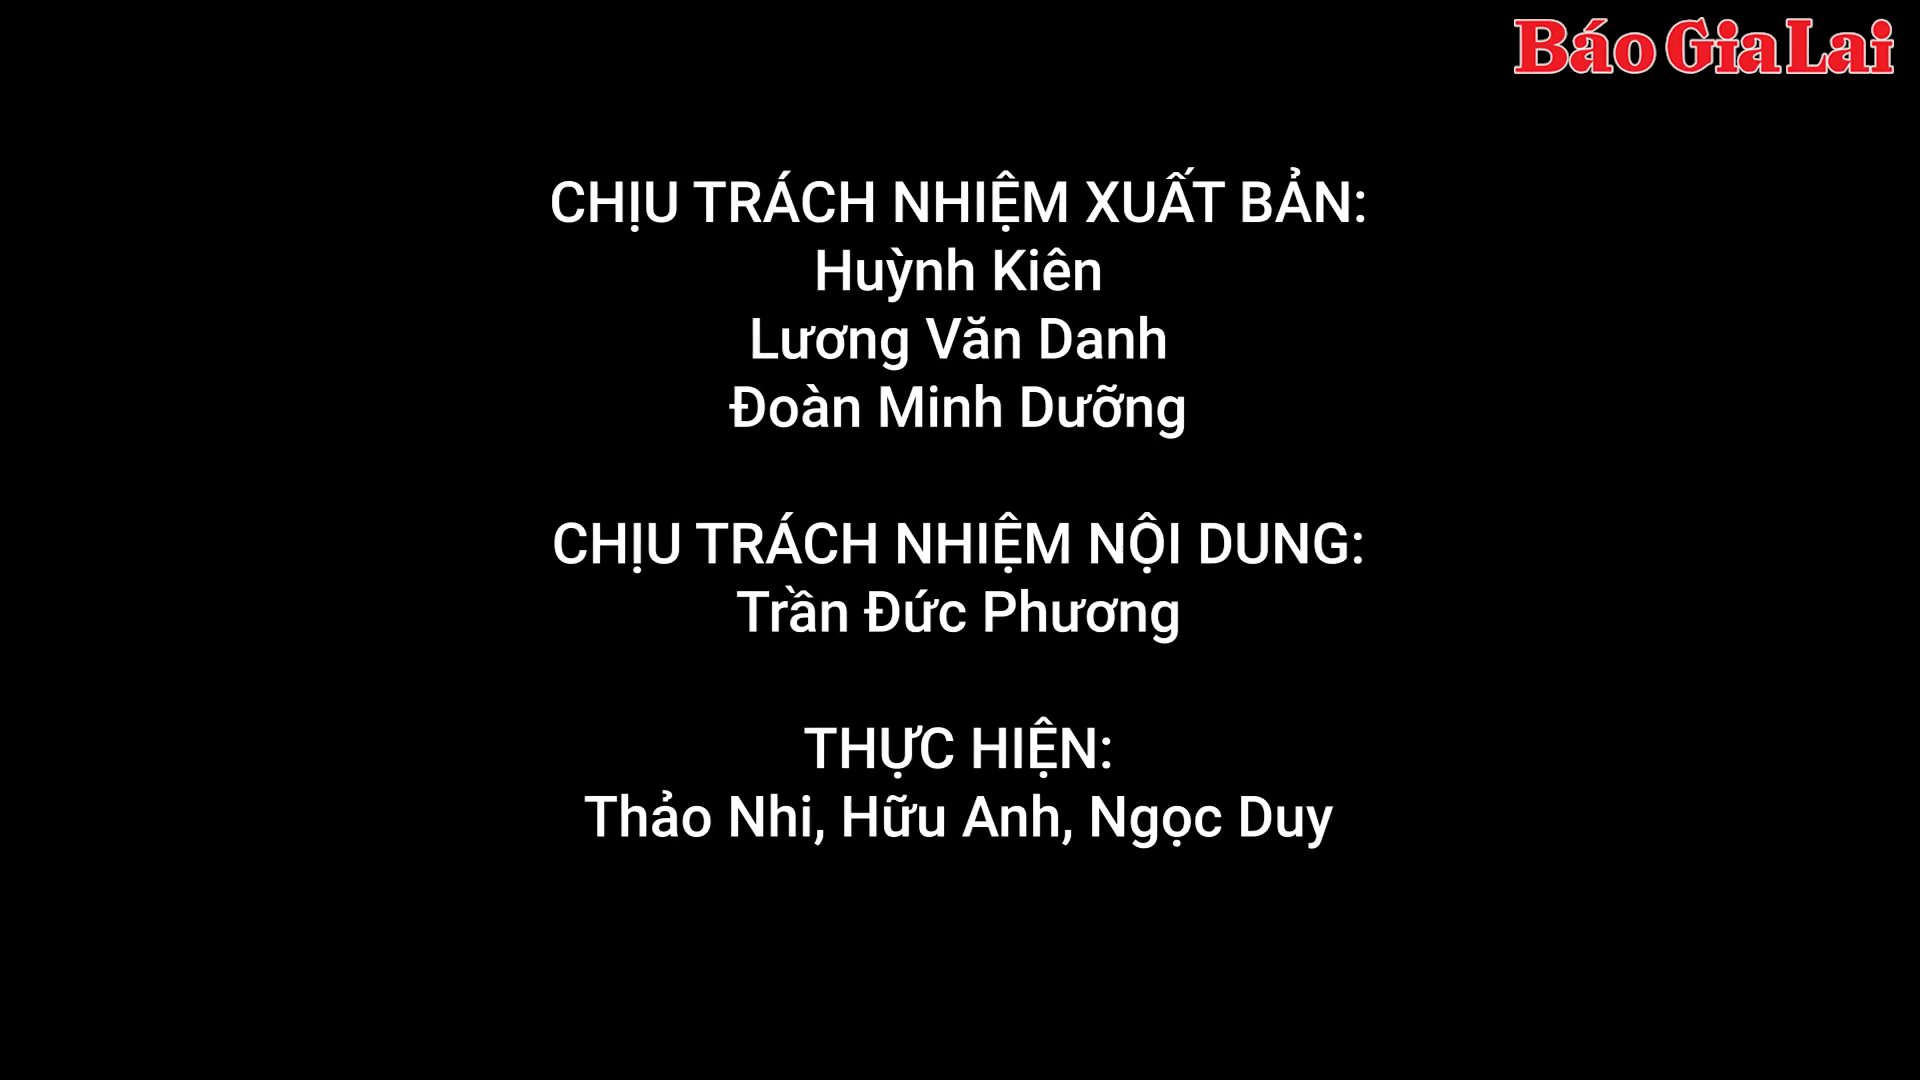 Báo Gia Lai
CHỊU TRÁCH NHIỆM XUẤT BẢN:
Huỳnh Kiên
Lương Văn Danh
Đoàn Minh Dưỡng
CHỊU TRÁCH NHIỆM NỘI DUNG:
Trần Đức Phương
THỰC HIỆN:
Thảo Nhi, Hữu Anh, Ngọc Duy